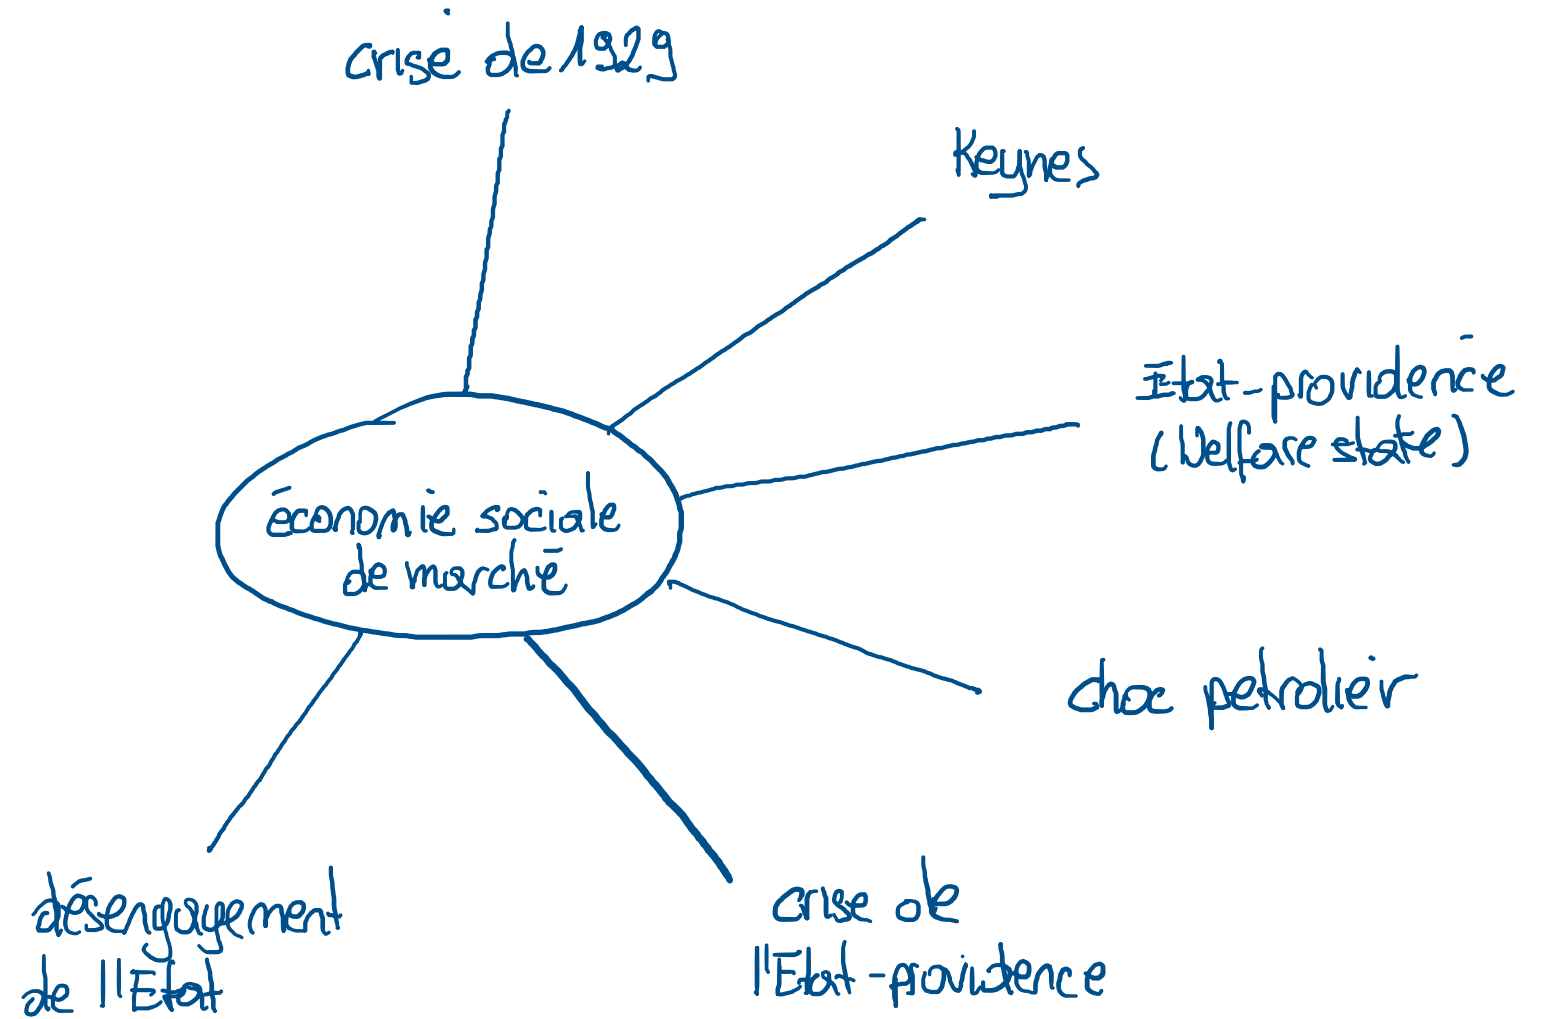 crise de 1929
Keynes
Etat-providence
(Welfare state)
économie sociale
de marché
choc petrolier
désengagement
de l'Etat
crise de
l'Etat-providence